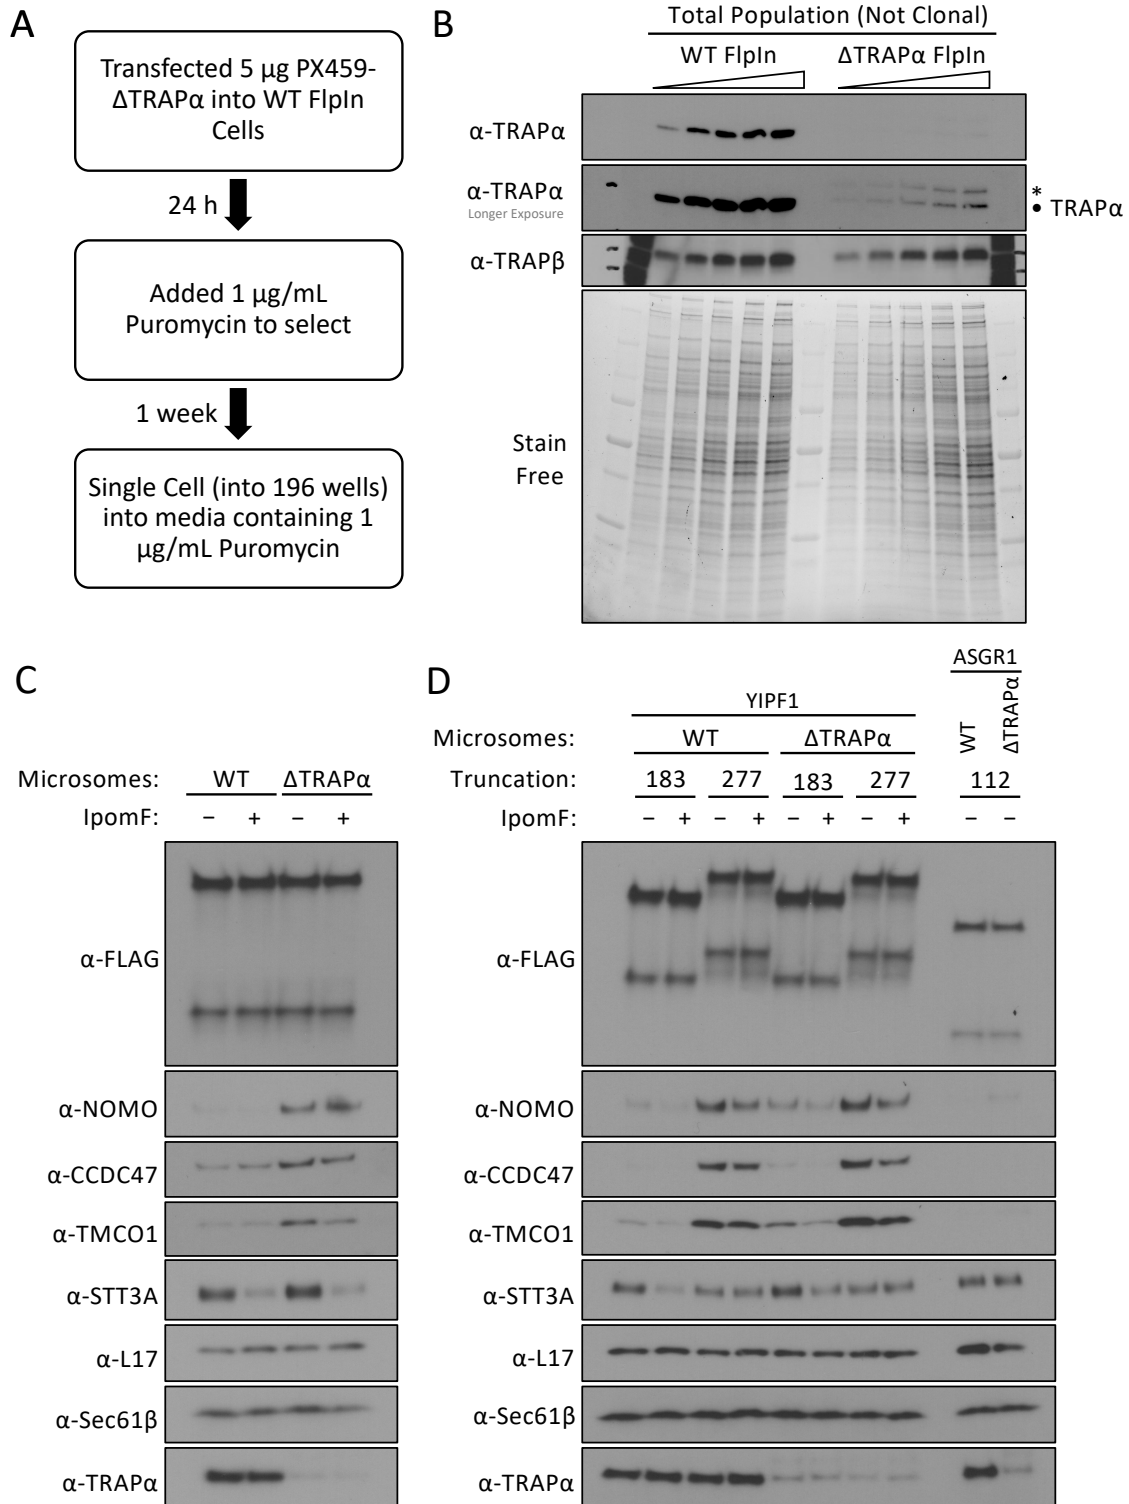 A
Transfected 5 µg PX459-
ΔTRAPα into WT FlpIn
Cells
24 h
Added 1 µg/mL
Puromycin to select
1 week
Single Cell (into 196 wells)
into media containing 1
µg/mL Puromycin
B
Total Population (Not Clonal)
WT FlpIn ΔTRAPα FlpIn
α-TRAPα
α-TRAPα
Longer Exposure
*
• TRAPα
α-TRAPβ
Stain
Free
C
Microsomes: WT ΔTRAPα
IpomF: − + − +
α-FLAG
α-NOMO
α-CCDC47
α-TMCO1
α-STT3A
α-L17
α-Sec61β
α-TRAPα
D
YIPF1 ASGR1
Microsomes: WT ΔTRAPα WT ΔTRAPα
Truncation: 183 277 183 277 112
IpomF: − + − + − + − + − −
α-FLAG
α-NOMO
α-CCDC47
α-TMCO1
α-STT3A
α-L17
α-Sec61β
α-TRAPα